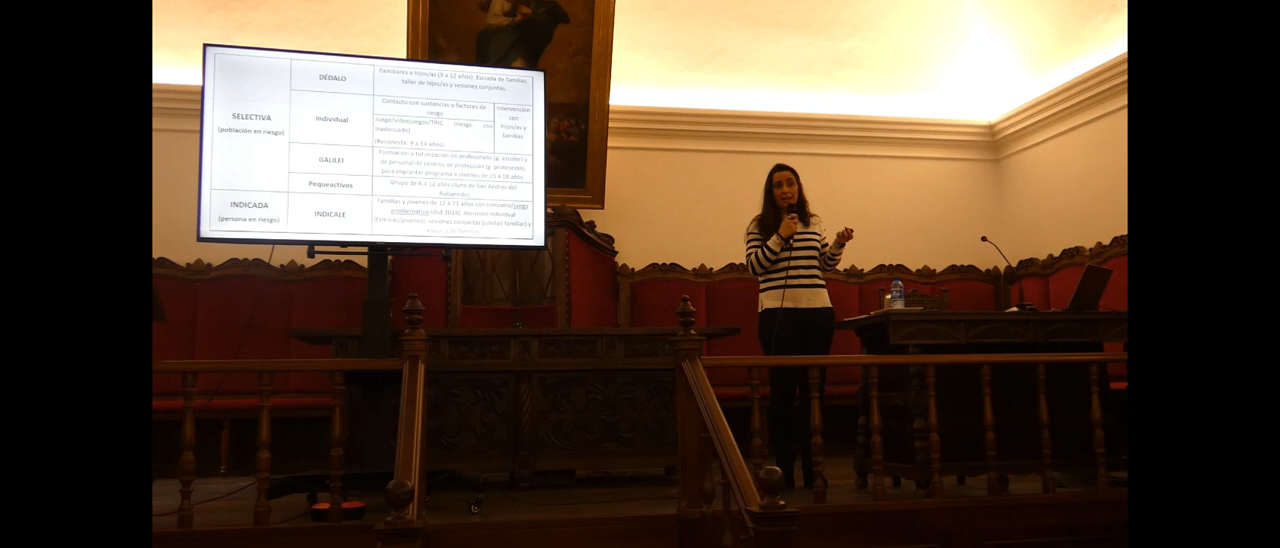 DÉDALO
Familiares e hijos/as (9 a 12 años). Escuela de familias,
taller de hijos/as y sesiones conjuntas.
SELECTIVA
(población en riesgo)
Individual
Contacto con sustancias o factores de
riesgo
Juego/videojuegos/TRIC (riesgo uso
inadecuado)
(Reconecta. 9 a 14 años)
Intervención
con
hijos/as y
familias
GALILEI
Formación y tutorización en profesorado (g. escolar) y
de personal de centros de protección (g. protección),
para implantar programa a jóvenes de 15 a 18 años.
Pequeactivos
Grupo de 6 a 12 años (Ayto de San Andrés del
Rabanedo)
INDICADA
(persona en riesgo)
INDICALE
Familias y jóvenes de 12 a 21 años con consumo/juego
problemático (dsd 2024). Atención individual
(familias/jóvenes), sesiones conjuntas (unidad familiar) y
de familias.